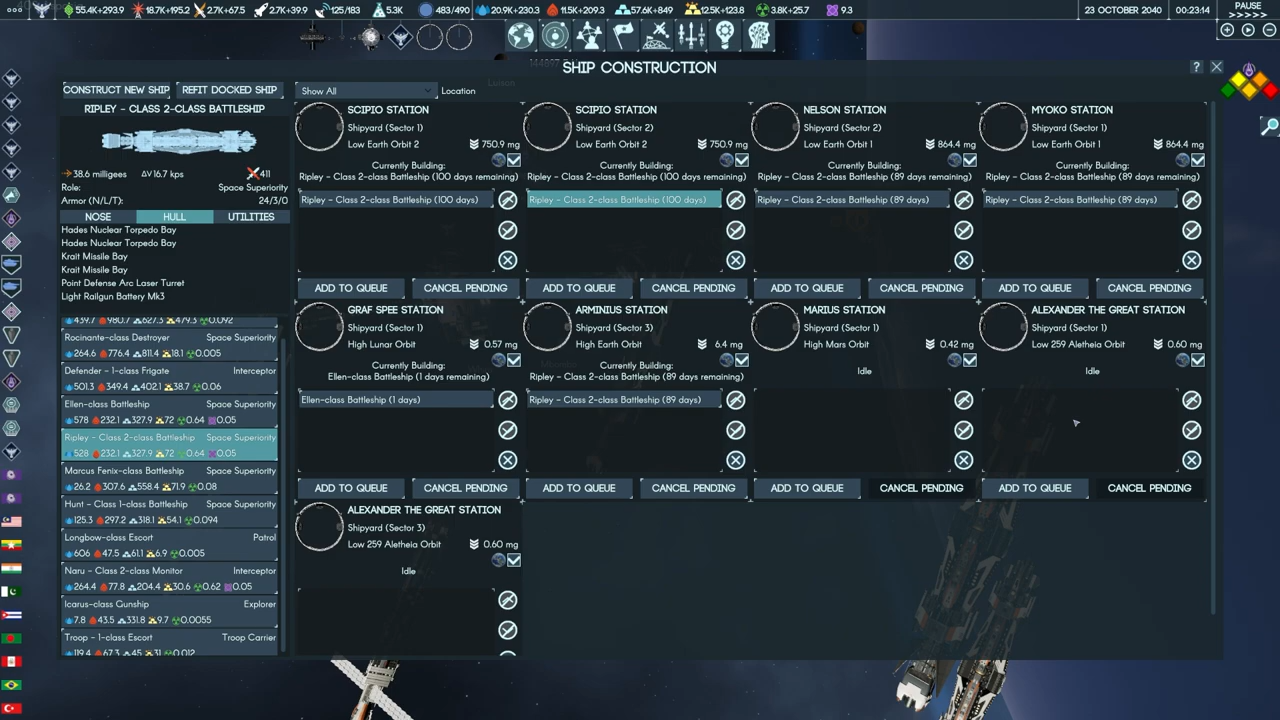 55.4K+293.9 18.7K+195.2 2.7K+67.5 2.7K+39.9 125/183 5.3K 483/490 20.9K+230.3 11.5K+209.3 57.6K+849 12.5K+123.8 3.8K+25.7 9.3 23 OCTOBER 2040 00:23:14 PAUSE
>>>>>
SHIP CONSTRUCTION
?
CONSTRUCT NEW SHIP REFIT DOCKED SHIP
Show All Location
RIPLEY - CLASS 2-CLASS BATTLESHIP
38.6 milligees ΔV16.7 kps 411
Role: Space Superiority
Armor (N/L/T): 24/3/0
NOSE HULL UTILITIES
Hades Nuclear Torpedo Bay
Hades Nuclear Torpedo Bay
Krait Missile Bay
Krait Missile Bay
Point Defense Arc Laser Turret
Light Railgun Battery Mk3
439.7 980.7 627.3 479.3 0.092
Rocinante-class Destroyer Space Superiority
264.6 776.4 811.4 18.1 0.005
Defender - 1-class Frigate Interceptor
501.3 349.4 402.1 38.7 0.06
Ellen-class Battleship Space Superiority
578 232.1 327.9 72 0.64 0.05
Ripley - Class 2-class Battleship Space Superiority
528 232.1 327.9 72 0.64 0.05
Marcus Fenix-class Battleship Space Superiority
26.2 307.6 558.4 71.9 0.08
Hunt - Class 1-class Battleship Space Superiority
125.3 297.2 318.1 54.1 0.094
Longbow-class Escort Patrol
606 47.5 61.1 6.9 0.005
Naru - Class 2-class Monitor Interceptor
264.4 77.8 204.4 30.6 0.62 0.05
Icarus-class Gunship Explorer
7.8 43.5 331.8 9.7 0.0055
Troop - 1-class Escort Troop Carrier
119.4 67.3 45 31 0.012
SCIPIO STATION
Shipyard (Sector 1)
Low Earth Orbit 2 750.9 mg
Currently Building:
Ripley - Class 2-class Battleship (100 days remaining)
Ripley - Class 2-class Battleship (100 days)
ADD TO QUEUE CANCEL PENDING
SCIPIO STATION
Shipyard (Sector 2)
Low Earth Orbit 2 750.9 mg
Currently Building:
Ripley - Class 2-class Battleship (100 days remaining)
Ripley - Class 2-class Battleship (100 days)
ADD TO QUEUE CANCEL PENDING
NELSON STATION
Shipyard (Sector 2)
Low Earth Orbit 1 864.4 mg
Currently Building:
Ripley - Class 2-class Battleship (89 days remaining)
Ripley - Class 2-class Battleship (89 days)
ADD TO QUEUE CANCEL PENDING
MYOKO STATION
Shipyard (Sector 1)
Low Earth Orbit 1 864.4 mg
Currently Building:
Ripley - Class 2-class Battleship (89 days remaining)
Ripley - Class 2-class Battleship (89 days)
ADD TO QUEUE CANCEL PENDING
GRAF SPEE STATION
Shipyard (Sector 1)
High Lunar Orbit 0.57 mg
Currently Building:
Ellen-class Battleship (1 days remaining)
Ellen-class Battleship (1 days)
ADD TO QUEUE CANCEL PENDING
ARMINIUS STATION
Shipyard (Sector 3)
High Earth Orbit 6.4 mg
Currently Building:
Ripley - Class 2-class Battleship (89 days remaining)
Ripley - Class 2-class Battleship (89 days)
ADD TO QUEUE CANCEL PENDING
MARIUS STATION
Shipyard (Sector 1)
High Mars Orbit 0.42 mg
Idle
ADD TO QUEUE CANCEL PENDING
ALEXANDER THE GREAT STATION
Shipyard (Sector 1)
Low 259 Aletheia Orbit 0.60 mg
Idle
ADD TO QUEUE CANCEL PENDING
ALEXANDER THE GREAT STATION
Shipyard (Sector 3)
Low 259 Aletheia Orbit 0.60 mg
Idle